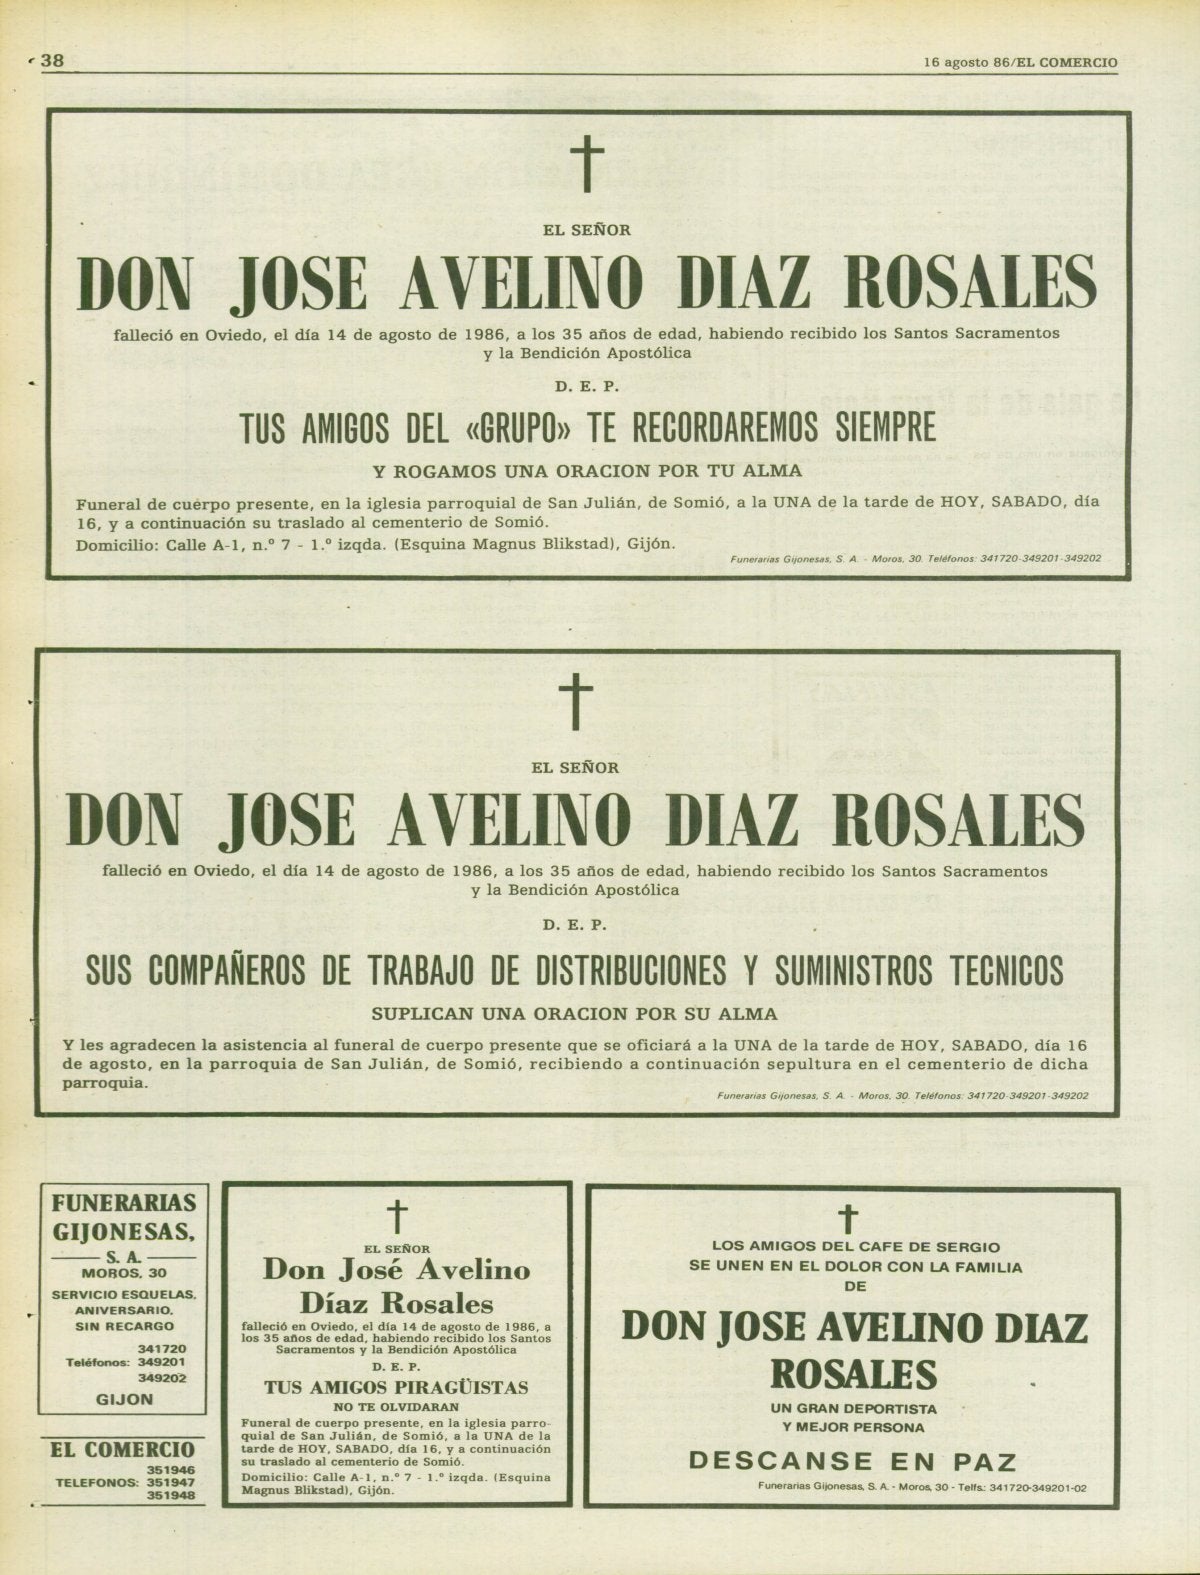 38
16 agosto 86/EL COMERCIO
EL SEÑOR
DON JOSE AVELINO DIAZ ROSALES
falleció en Oviedo, el día 14 de agosto de 1986, a los 35 años de edad, habiendo recibido los Santos Sacramentos
y la Bendición Apostólica
D. E. P.
TUS AMIGOS DEL «GRUPO» TE RECORDAREMOS SIEMPRE
Y ROGAMOS UNA ORACION POR TU ALMA
Funeral de cuerpo presente, en la iglesia parroquial de San Julián, de Somió, a la UNA de la tarde de HOY, SABADO, día
16, y a continuación su traslado al cementerio de Somió.
Domicilio: Calle A-1, n.º 7 - 1.º izqda. (Esquina Magnus Blikstad), Gijón.
Funerarias Gijonesas, S. A. - Moros, 30. Teléfonos: 341720-349201-349202
EL SEÑOR
DON JOSE AVELINO DIAZ ROSALES
falleció en Oviedo, el día 14 de agosto de 1986, a los 35 años de edad, habiendo recibido los Santos Sacramentos
y la Bendición Apostólica
D. E. P.
SUS COMPAÑEROS DE TRABAJO DE DISTRIBUCIONES Y SUMINISTROS TECNICOS
SUPLICAN UNA ORACION POR SU ALMA
Y les agradecen la asistencia al funeral de cuerpo presente que se oficiará a la UNA de la tarde de HOY, SABADO, día 16
de agosto, en la parroquia de San Julián, de Somió, recibiendo a continuación sepultura en el cementerio de dicha
parroquia.
Funerarias Gijonesas, S. A. - Moros, 30. Teléfonos: 341720-349201-349202
FUNERARIAS
GIJONESAS,
S. A.
MOROS, 30
SERVICIO ESQUELAS,
ANIVERSARIO,
SIN RECARGO
341720
Teléfonos: 349201
349202
GIJON
EL COMERCIO
351946
TELEFONOS: 351947
351948
EL SEÑOR
Don José Avelino
Díaz Rosales
falleció en Oviedo, el día 14 de agosto de 1986, a
los 35 años de edad, habiendo recibido los Santos
Sacramentos y la Bendición Apostólica
D. E. P.
TUS AMIGOS PIRAGÜISTAS
NO TE OLVIDARAN
Funeral de cuerpo presente, en la iglesia parro-
quial de San Julián, de Somió, a la UNA de la
tarde de HOY, SABADO, día 16, y a continuación
su traslado al cementerio de Somió.
Domicilio: Calle A-1, n.º 7 - 1.º izqda. (Esquina
Magnus Blikstad), Gijón.
LOS AMIGOS DEL CAFE DE SERGIO
SE UNEN EN EL DOLOR CON LA FAMILIA
DE
DON JOSE AVELINO DIAZ
ROSALES
UN GRAN DEPORTISTA
Y MEJOR PERSONA
DESCANSE EN PAZ
Funerarias Gijonesas, S. A. - Moros, 30 - Telfs.: 341720-349201-02